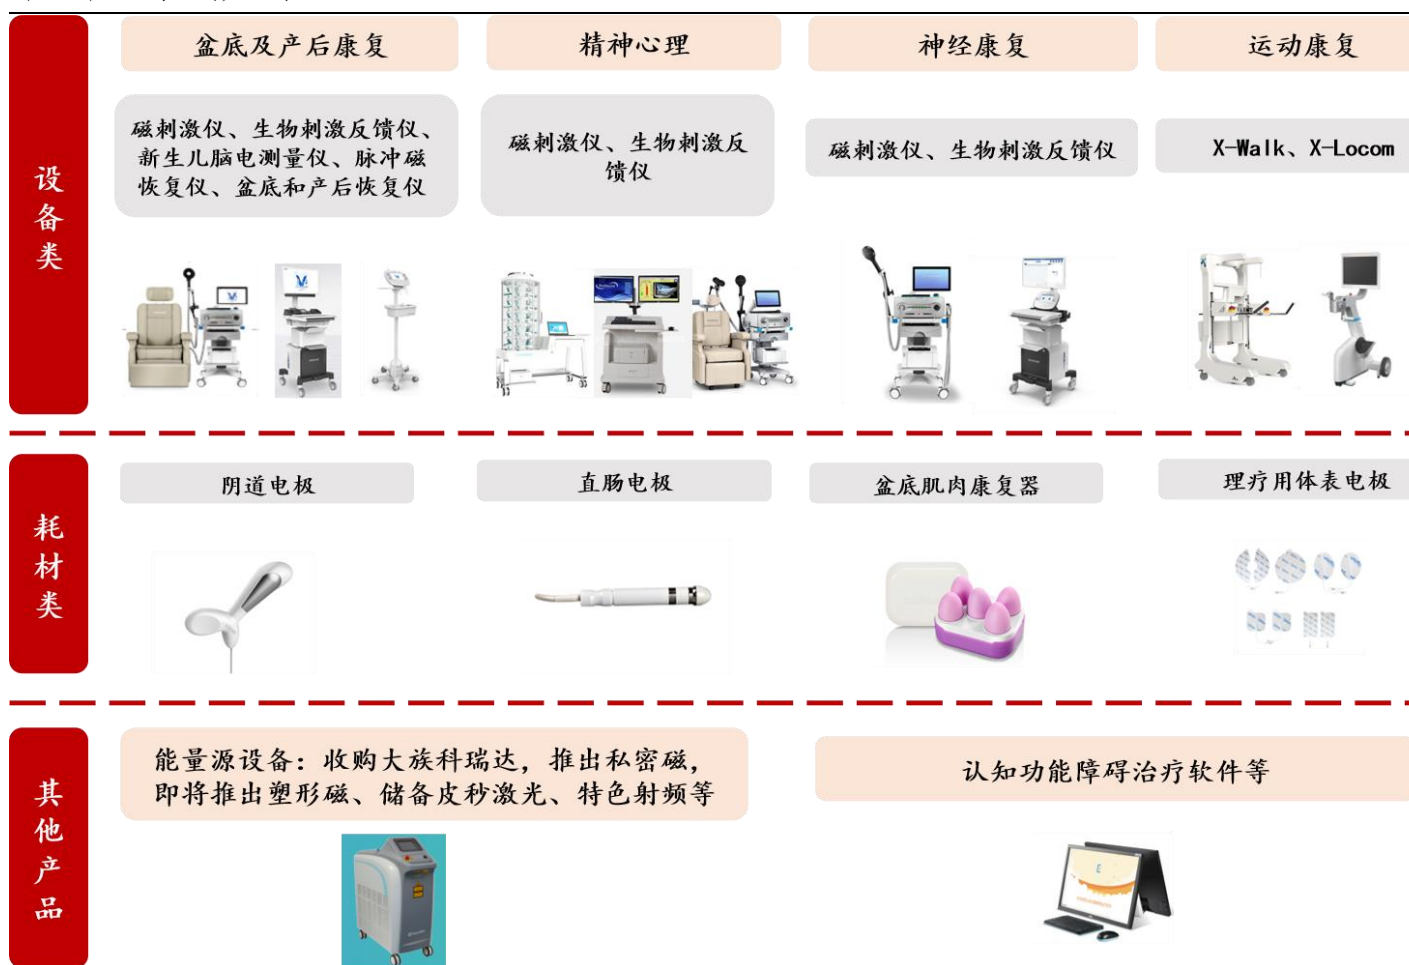 盆底及产后康复
精神心理
神经康复
运动康复
设备类
磁刺激仪、生物刺激反馈仪、
新生儿脑电测量仪、脉冲磁
恢复仪、盆底和产后恢复仪
磁刺激仪、生物刺激反
馈仪
磁刺激仪、生物刺激反馈仪
X-Walk、X-Locom
耗材类
阴道电极
直肠电极
盆底肌肉康复器
理疗用体表电极
其他产品
能量源设备：收购大族科瑞达，推出私密磁，
即将推出塑形磁、储备皮秒激光、特色射频等
认知功能障碍治疗软件等